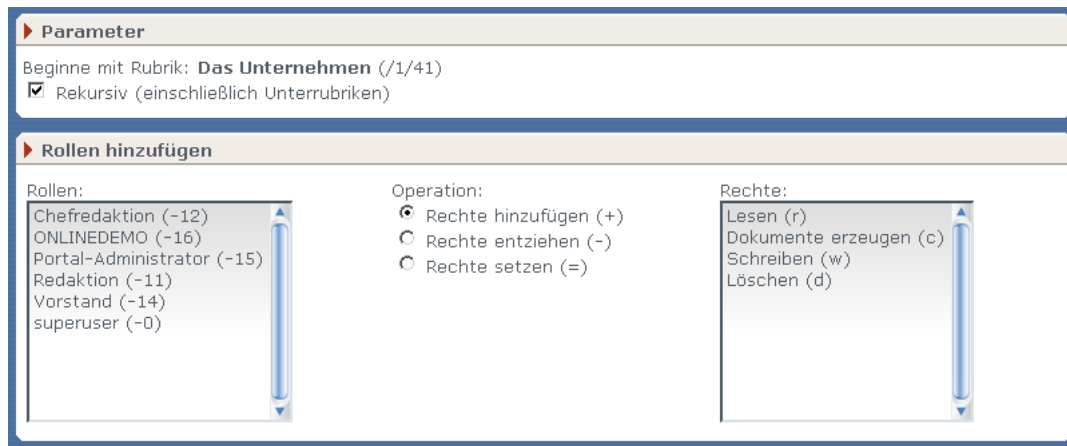 Parameter
Beginne mit Rubrik: Das Unternehmen (/1/41)
Rekursiv (einschließlich Unterrubriken)
Rollen hinzufügen
Rollen:
Chefredaktion (-12)
ONLINEDEMO (-16)
Portal-Administrator (-15)
Redaktion (-11)
Vorstand (-14)
superuser (-0)
Operation:
Rechte hinzufügen (+)
Rechte entziehen (-)
Rechte setzen (=)
Rechte:
Lesen (r)
Dokumente erzeugen (c)
Schreiben (w)
Löschen (d)